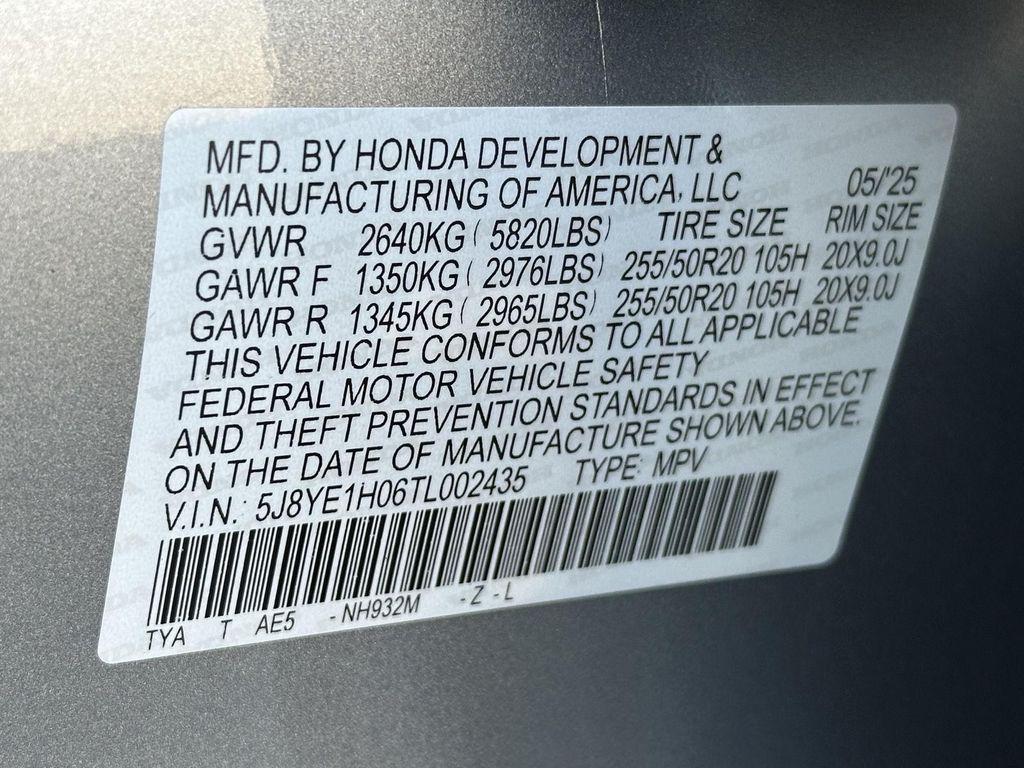 MFD. BY HONDA DEVELOPMENT &
MANUFACTURING OF AMERICA, LLC 05/'25
GVWR 2640KG ( 5820LBS) TIRE SIZE RIM SIZE
GAWR F 1350KG ( 2976LBS) 255/50R20 105H 20X9.0J
GAWR R 1345KG ( 2965LBS) 255/50R20 105H 20X9.0J
THIS VEHICLE CONFORMS TO ALL APPLICABLE
FEDERAL MOTOR VEHICLE SAFETY
AND THEFT PREVENTION STANDARDS IN EFFECT
ON THE DATE OF MANUFACTURE SHOWN ABOVE.
V.I.N.: 5J8YE1H06TL002435 TYPE: MPV
TYA T AE5 - NH932M - Z - L